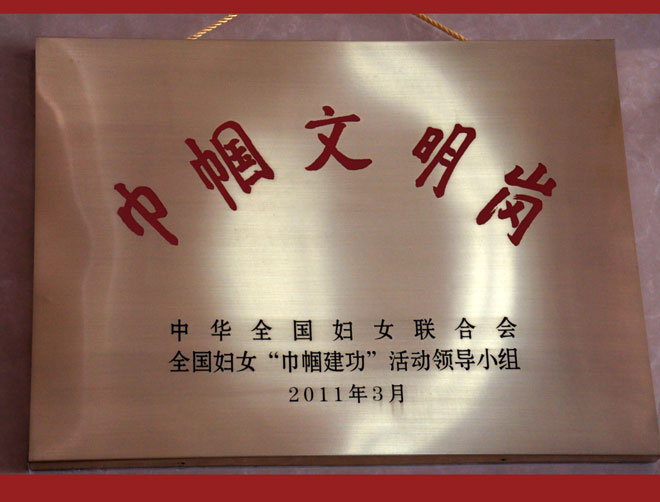 巾帼文明岗
中华全国妇女联合会
全国妇女“巾帼建功”活动领导小组
2011年3月